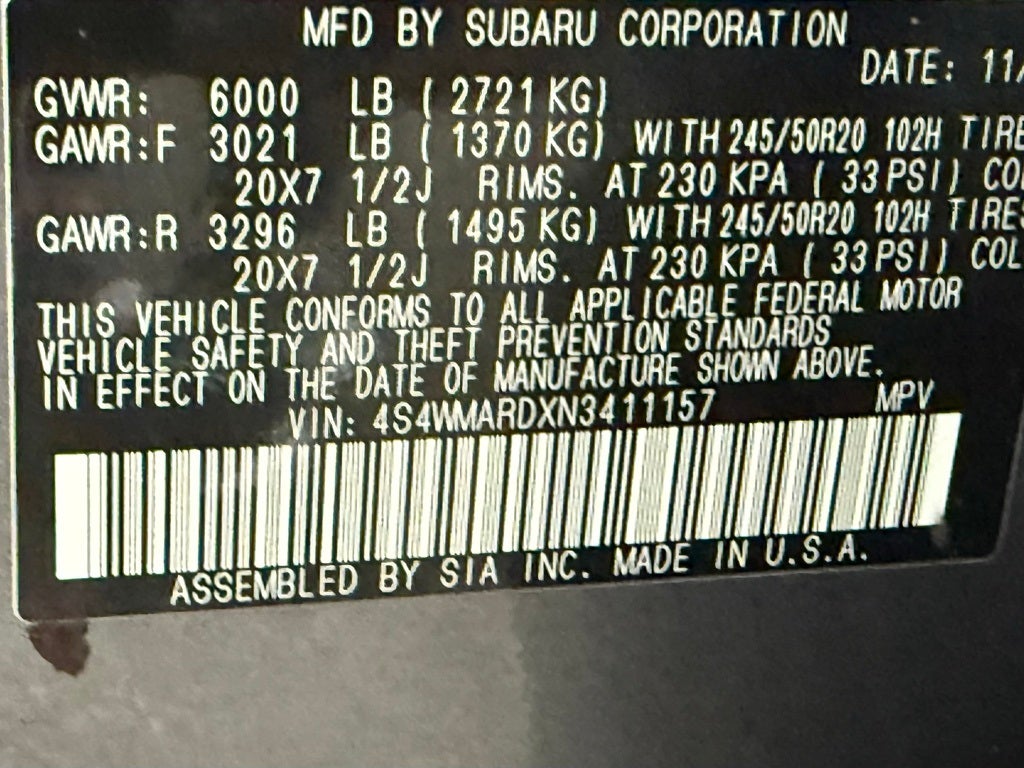 MFD BY SUBARU CORPORATION
DATE: 11/
GVWR: 6000 LB ( 2721 KG)
GAWR:F 3021 LB ( 1370 KG) WITH 245/50R20 102H TIRE
20X7 1/2J RIMS. AT 230 KPA ( 33 PSI) COL
GAWR:R 3296 LB ( 1495 KG) WITH 245/50R20 102H TIRES
20X7 1/2J RIMS. AT 230 KPA ( 33 PSI) COL
THIS VEHICLE CONFORMS TO ALL APPLICABLE FEDERAL MOTOR
VEHICLE SAFETY AND THEFT PREVENTION STANDARDS
IN EFFECT ON THE DATE OF MANUFACTURE SHOWN ABOVE.
VIN: 4S4WMARDXN3411157 MPV
ASSEMBLED BY SIA INC. MADE IN U.S.A.